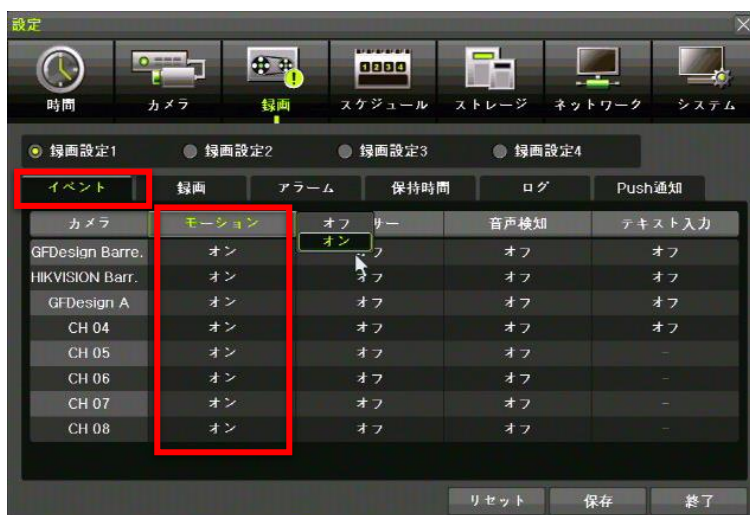 設定
時間 カメラ 録画 スケジュール ストレージ ネットワーク システム
1234
録画設定1 録画設定2 録画設定3 録画設定4
イベント 録画 アラーム 保持時間 ログ Push通知
カメラ モーション オフ サー 音声検知 テキスト入力
オン
GFDesign Barre. オン フ オフ オフ
HIKVISION Barr. オン オフ オフ オフ
GFDesign A オン オフ オフ オフ
CH 04 オン オフ オフ オフ
CH 05 オン オフ オフ -
CH 06 オン オフ オフ -
CH 07 オン オフ オフ -
CH 08 オン オフ オフ -
リセット 保存 終了